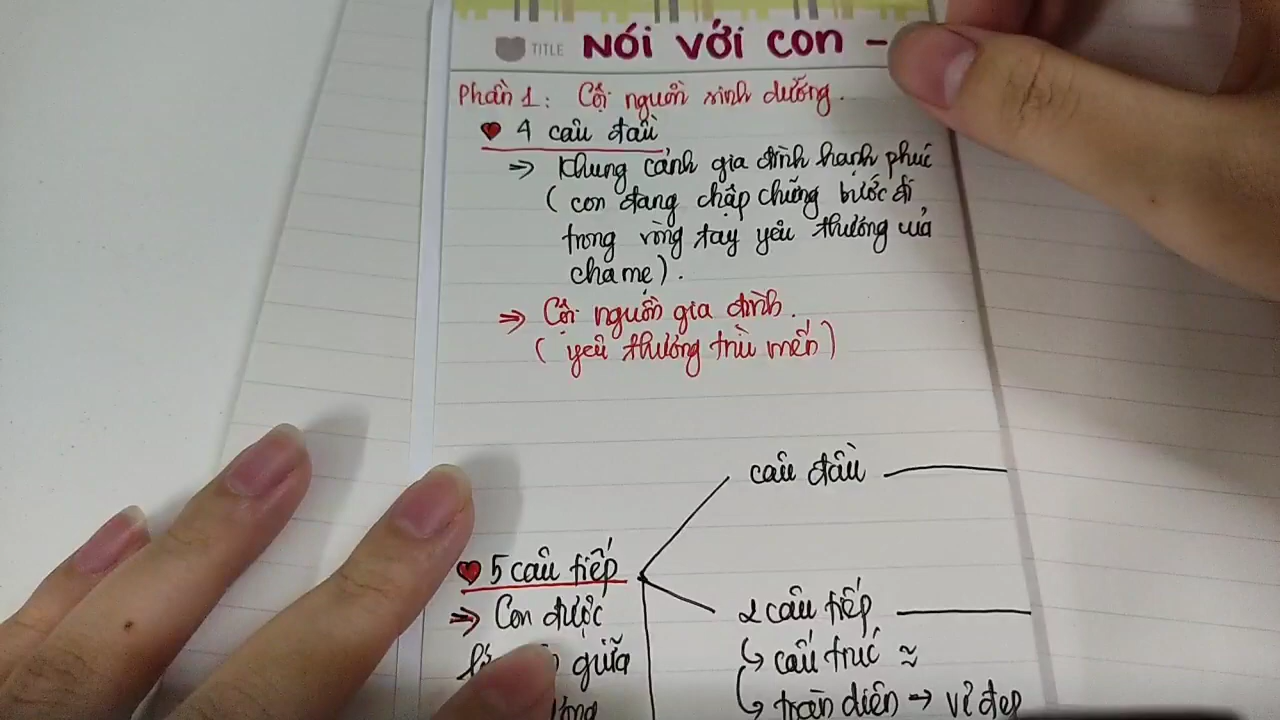 TITLE NÓI VỚI CON -
Phần 1: Cội nguồn sinh dưỡng.
4 câu đầu
⇒ Khung cảnh gia đình hạnh phúc
( con đang chập chững bước đi
trong vòng tay yêu thương của
cha mẹ).
⇒ Cội nguồn gia đình.
( yêu thương trìu mến)
câu đầu
5 câu tiếp
⇒ Con được
giữa
2 câu tiếp
↳ cấu trúc ≈
↳ toàn diện → vẻ đẹp